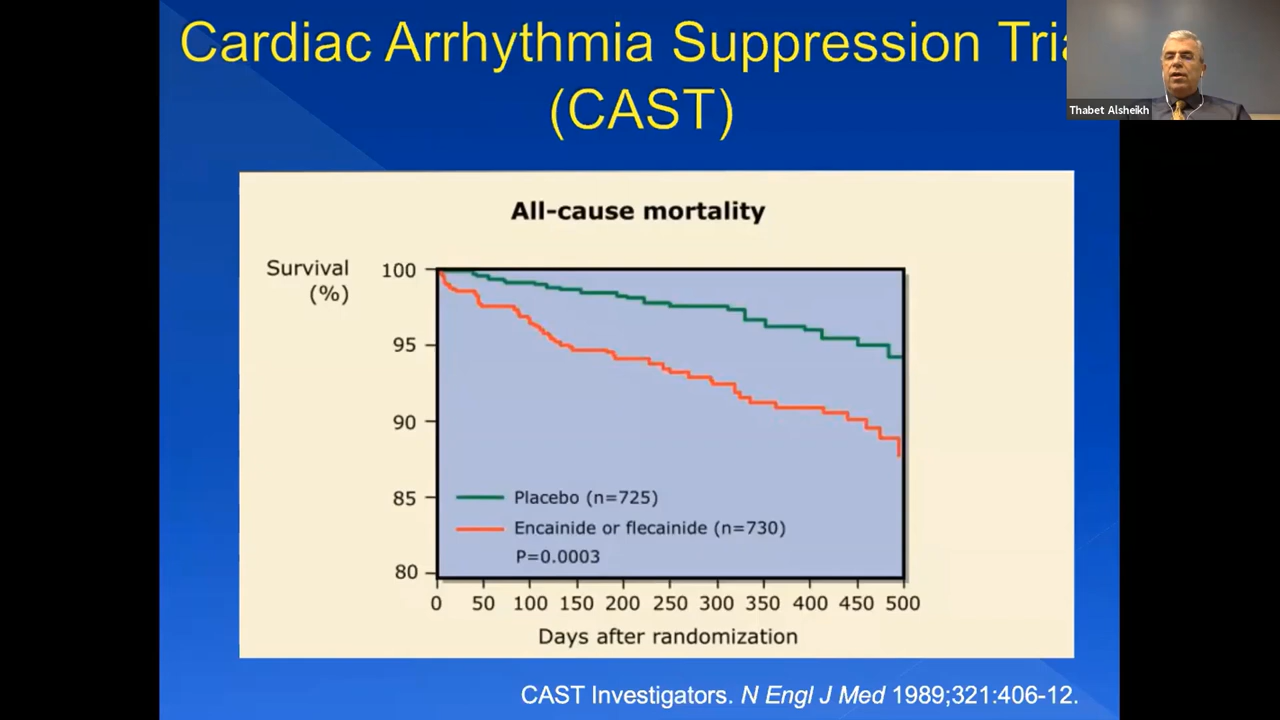 Cardiac Arrhythmia Suppression Tria
(CAST)
Thabet Alsheikh
All-cause mortality
Survival
(%)
100
95
90
85
80
Placebo (n=725)
Encainide or flecainide (n=730)
P=0.0003
0 50 100 150 200 250 300 350 400 450 500
Days after randomization
CAST Investigators. N Engl J Med 1989;321:406-12.